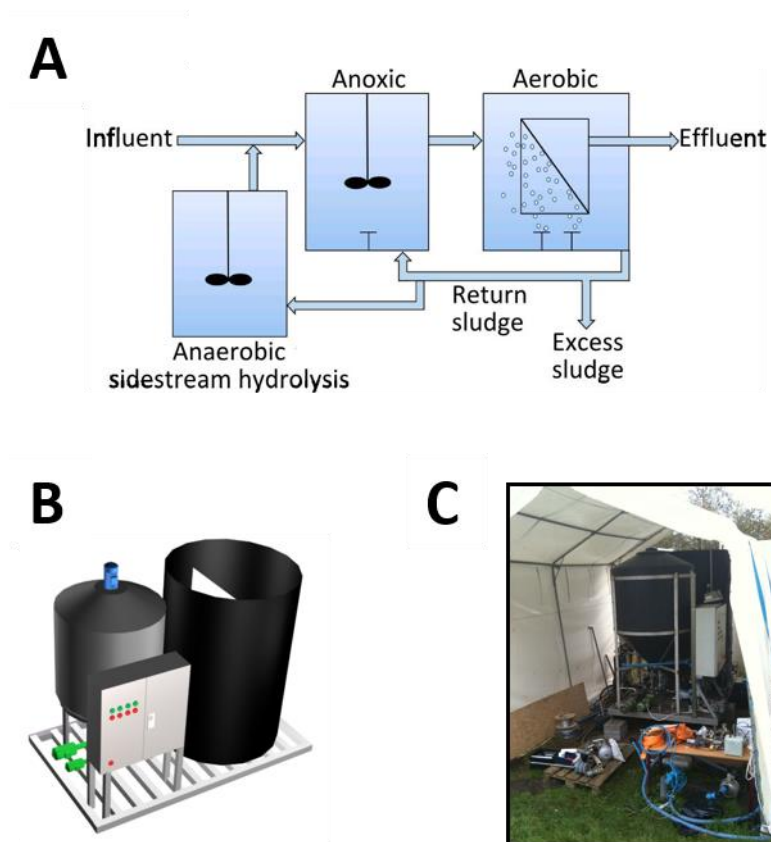 A
Anoxic
Aerobic
Influent
Effluent
Return
sludge
Excess
sludge
Anaerobic
sidestream hydrolysis
B
C